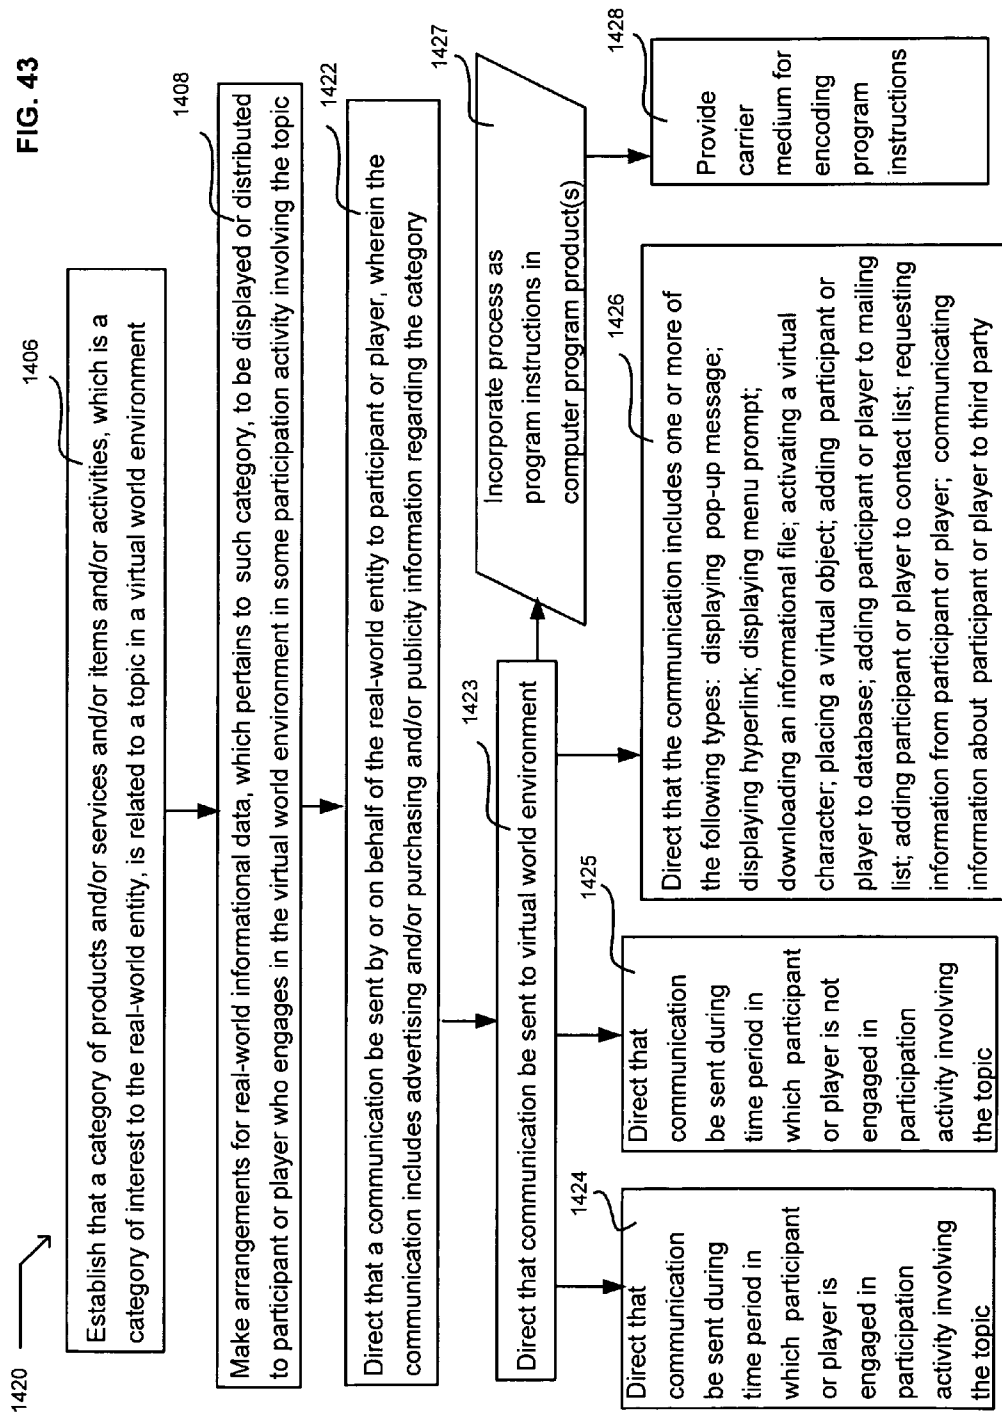 FIG. 43
1420
1406
Establish that a category of products and/or services and/or items and/or activities, which is a
category of interest to the real-world entity, is related to a topic in a virtual world environment
1408
Make arrangements for real-world informational data, which pertains to such category, to be displayed or distributed
to participant or player who engages in the virtual world environment in some participation activity involving the topic
1422
Direct that a communication be sent by or on behalf of the real-world entity to participant or player, wherein the
communication includes advertising and/or purchasing and/or publicity information regarding the category
1423
Direct that communication be sent to virtual world environment
1427
Incorporate process as
program instructions in
computer program product(s)
1424
Direct that
communication
be sent during
time period in
which participant
or player is
engaged in
participation
activity involving
the topic
1425
Direct that
communication
be sent during
time period in
which participant
or player is not
engaged in
participation
activity involving
the topic
1426
Direct that the communication includes one or more of
the following types: displaying pop-up message;
displaying hyperlink; displaying menu prompt;
downloading an informational file; activating a virtual
character; placing a virtual object; adding participant or
player to database; adding participant or player to mailing
list; adding participant or player to contact list; requesting
information from participant or player; communicating
information about participant or player to third party
1428
Provide
carrier
medium for
encoding
program
instructions